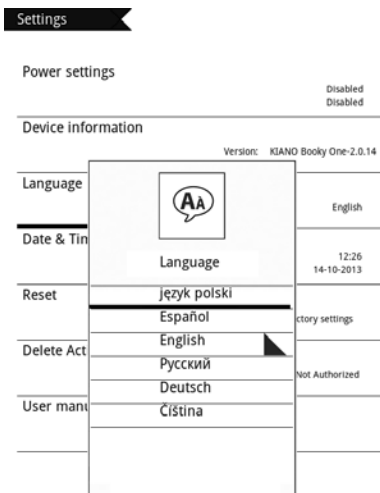 Settings
Power settings
Disabled
Disabled
Device information
Version: KIANO Booky One-2.0.14
Language
English
Date & Tin
12:26
14-10-2013
Reset
ctory settings
Delete Act
Not Authorized
User manu
AÀ
Language
język polski
Español
English
Русский
Deutsch
Čiština